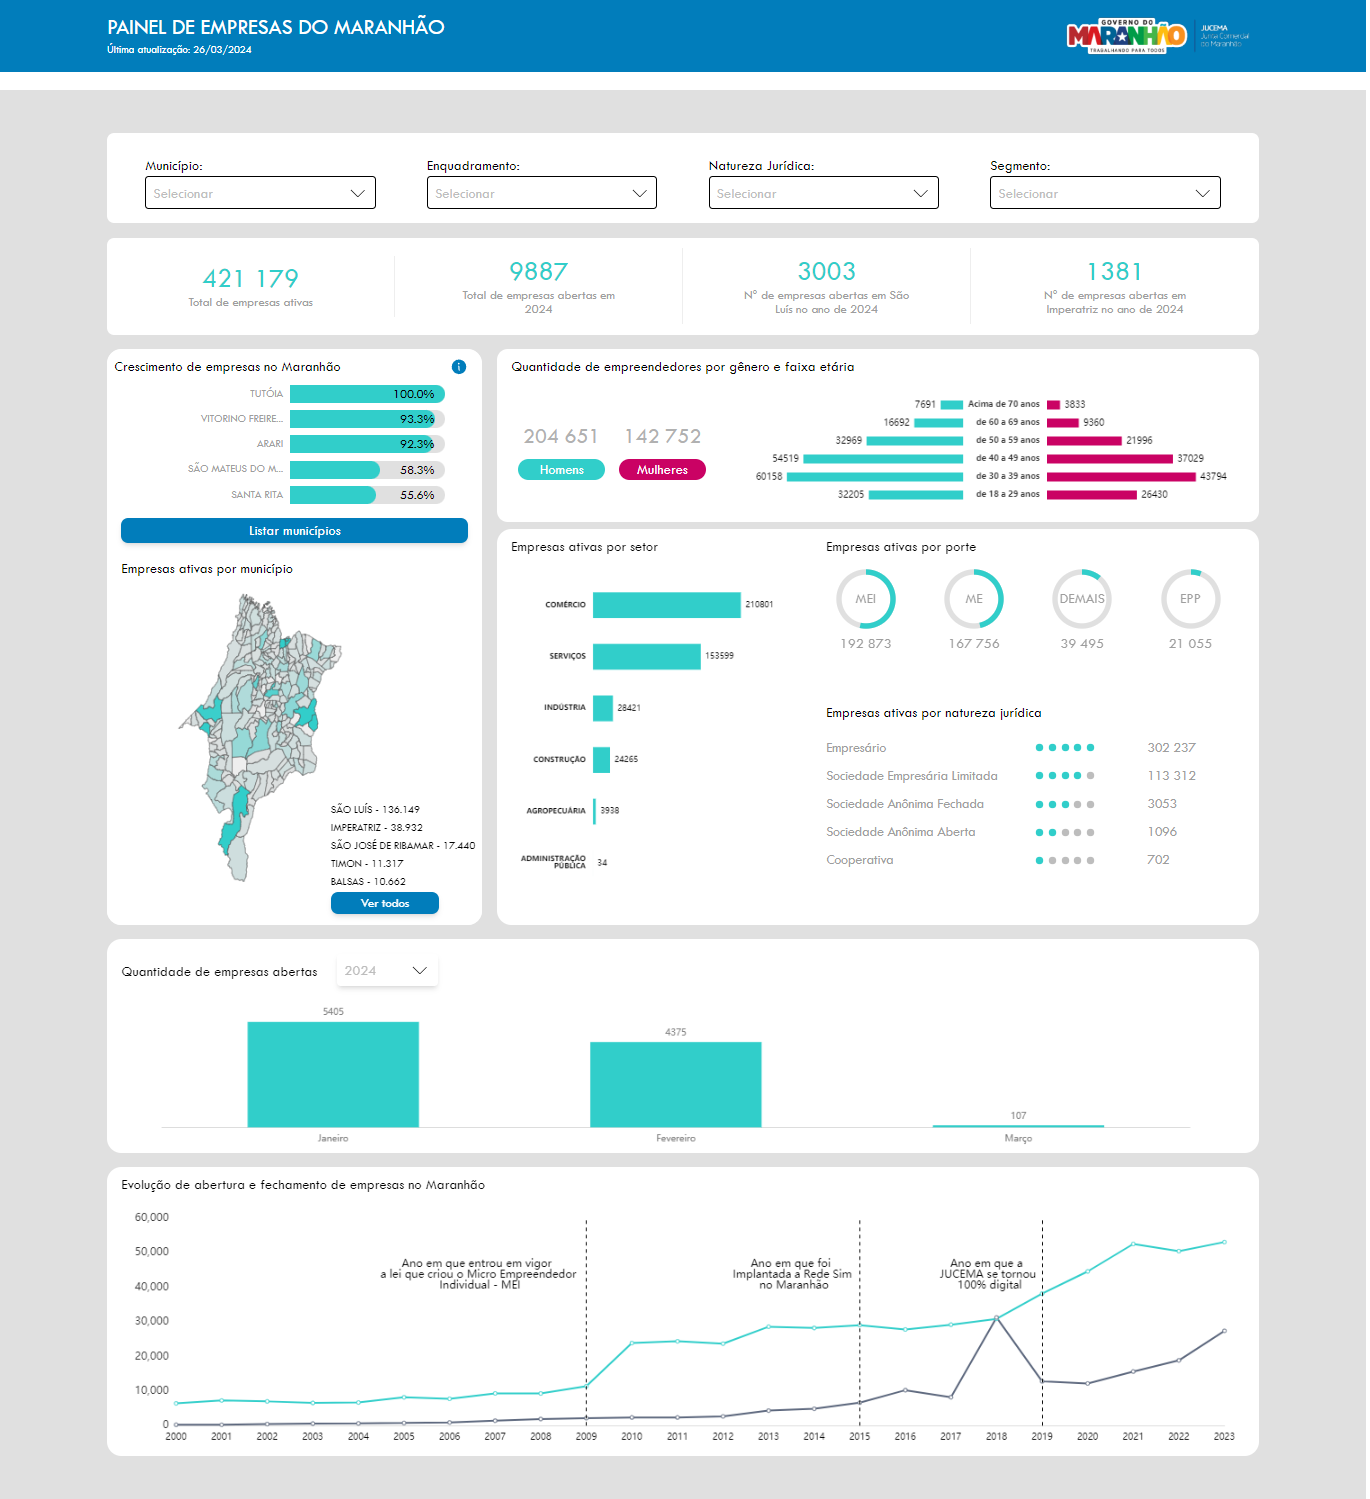 PAINEL DE EMPRESAS DO MARANHÃO
Última atualização: 26/03/2024
GOVERNO DO
MARANHÃO
TRABALHANDO PARA TODOS
JUCEMA
Junta Comercial
do Maranhão
Município:
Selecionar
Enquadramento:
Selecionar
Natureza Jurídica:
Selecionar
Segmento:
Selecionar
421 179
Total de empresas ativas
9887
Total de empresas abertas em
2024
3003
N° de empresas abertas em São
Luís no ano de 2024
1381
N° de empresas abertas em
Imperatriz no ano de 2024
Crescimento de empresas no Maranhão
TUTÓIA 100.0%
VITORINO FREIRE... 93.3%
ARARI 92.3%
SÃO MATEUS DO M... 58.3%
SANTA RITA 55.6%
Listar municípios
Empresas ativas por município
SÃO LUÍS - 136.149
IMPERATRIZ - 38.932
SÃO JOSÉ DE RIBAMAR - 17.440
TIMON - 11.317
BALSAS - 10.662
Ver todos
Quantidade de empreendedores por gênero e faixa etária
204 651
Homens
142 752
Mulheres
7691 Acima de 70 anos 3833
16692 de 60 a 69 anos 9360
32969 de 50 a 59 anos 21996
54519 de 40 a 49 anos 37029
60158 de 30 a 39 anos 43794
32205 de 18 a 29 anos 26430
Empresas ativas por setor
COMÉRCIO 210801
SERVIÇOS 153599
INDÚSTRIA 28421
CONSTRUÇÃO 24265
AGROPECUÁRIA 3938
ADMINISTRAÇÃO
PÚBLICA 34
Empresas ativas por porte
MEI
192 873
ME
167 756
DEMAIS
39 495
EPP
21 055
Empresas ativas por natureza jurídica
Empresário 302 237
Sociedade Empresária Limitada 113 312
Sociedade Anônima Fechada 3053
Sociedade Anônima Aberta 1096
Cooperativa 702
Quantidade de empresas abertas 2024
5405
4375
107
Janeiro Fevereiro Março
Evolução de abertura e fechamento de empresas no Maranhão
60,000
50,000
40,000
30,000
20,000
10,000
0
Ano em que entrou em vigor
a lei que criou o Micro Empreendedor
Individual - MEI
Ano em que foi
Implantada a Rede Sim
no Maranhão
Ano em que a
JUCEMA se tornou
100% digital
2000 2001 2002 2003 2004 2005 2006 2007 2008 2009 2010 2011 2012 2013 2014 2015 2016 2017 2018 2019 2020 2021 2022 2023